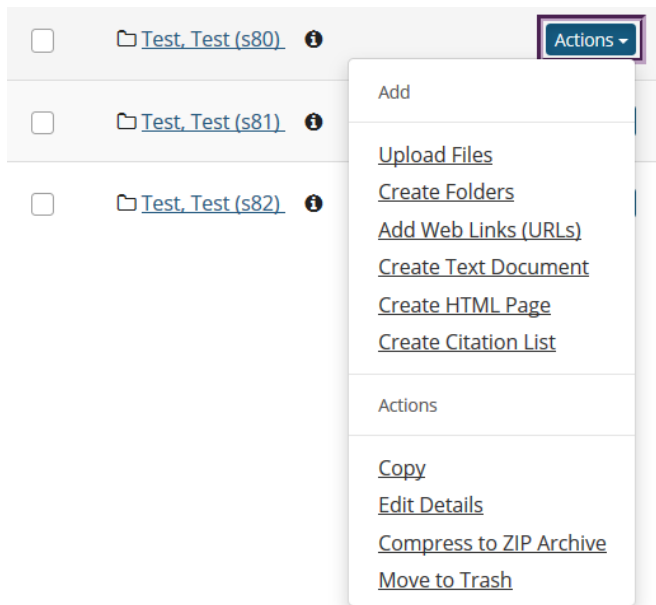 Test, Test (s80)
Actions
Test, Test (s81)
Test, Test (s82)
Add
Upload Files
Create Folders
Add Web Links (URLs)
Create Text Document
Create HTML Page
Create Citation List
Actions
Copy
Edit Details
Compress to ZIP Archive
Move to Trash